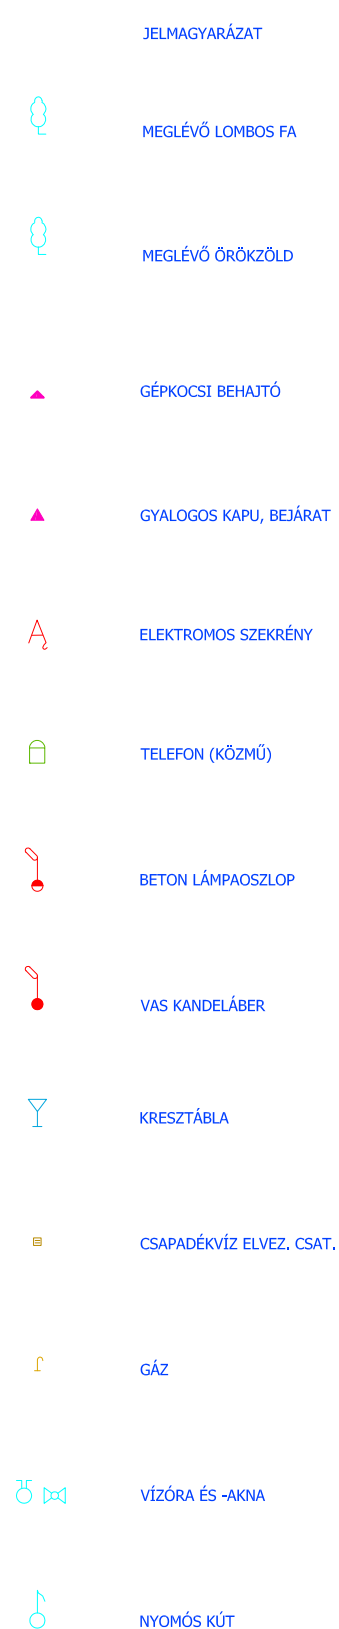 JELMAGYARÁZAT
MEGLÉVŐ LOMBOS FA
MEGLÉVŐ ÖRÖKZÖLD
GÉPKOCSI BEHAJTÓ
GYALOGOS KAPU, BEJÁRAT
ELEKTROMOS SZEKRÉNY
TELEFON (KÖZMŰ)
BETON LÁMPAOSZLOP
VAS KANDELÁBER
KRESZTÁBLA
CSAPADÉKVÍZ ELVEZ. CSAT.
GÁZ
VÍZÓRA ÉS -AKNA
NYOMÓS KÚT